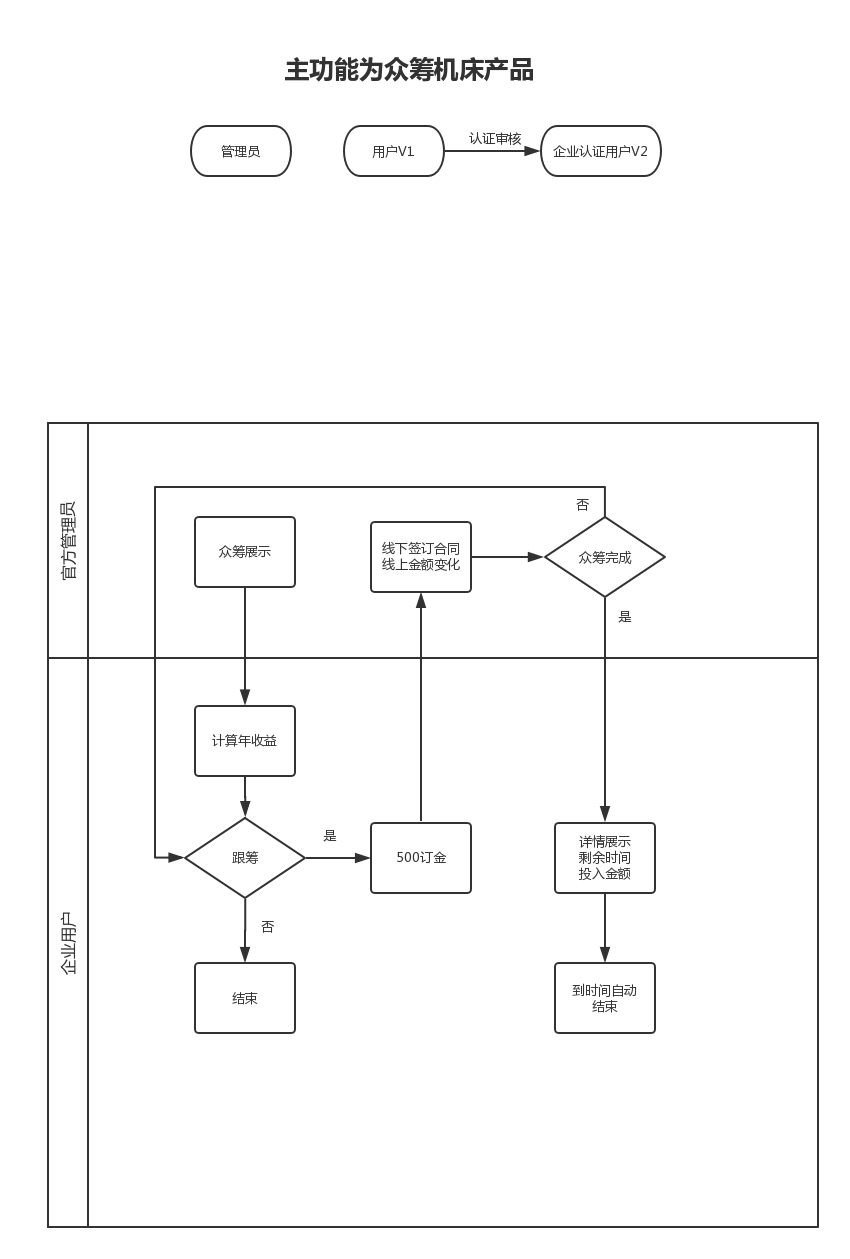 主功能为众筹机床产品
管理员
用户V1
认证审核
企业认证用户V2
官方管理员
否
众筹展示
线下签订合同
线上金额变化
众筹完成
是
企业用户
计算年收益
是
跟筹
500订金
详情展示
剩余时间
投入金额
否
结束
到时间自动
结束